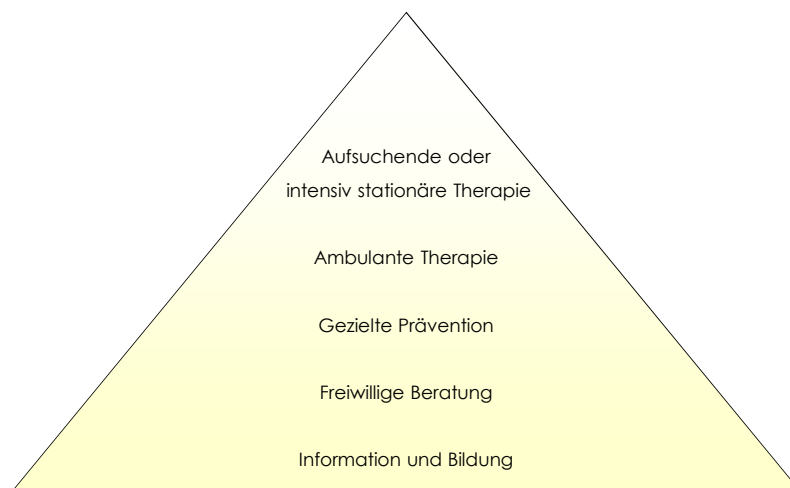 Aufsuchende oder
intensiv stationäre Therapie
Ambulante Therapie
Gezielte Prävention
Freiwillige Beratung
Information und Bildung